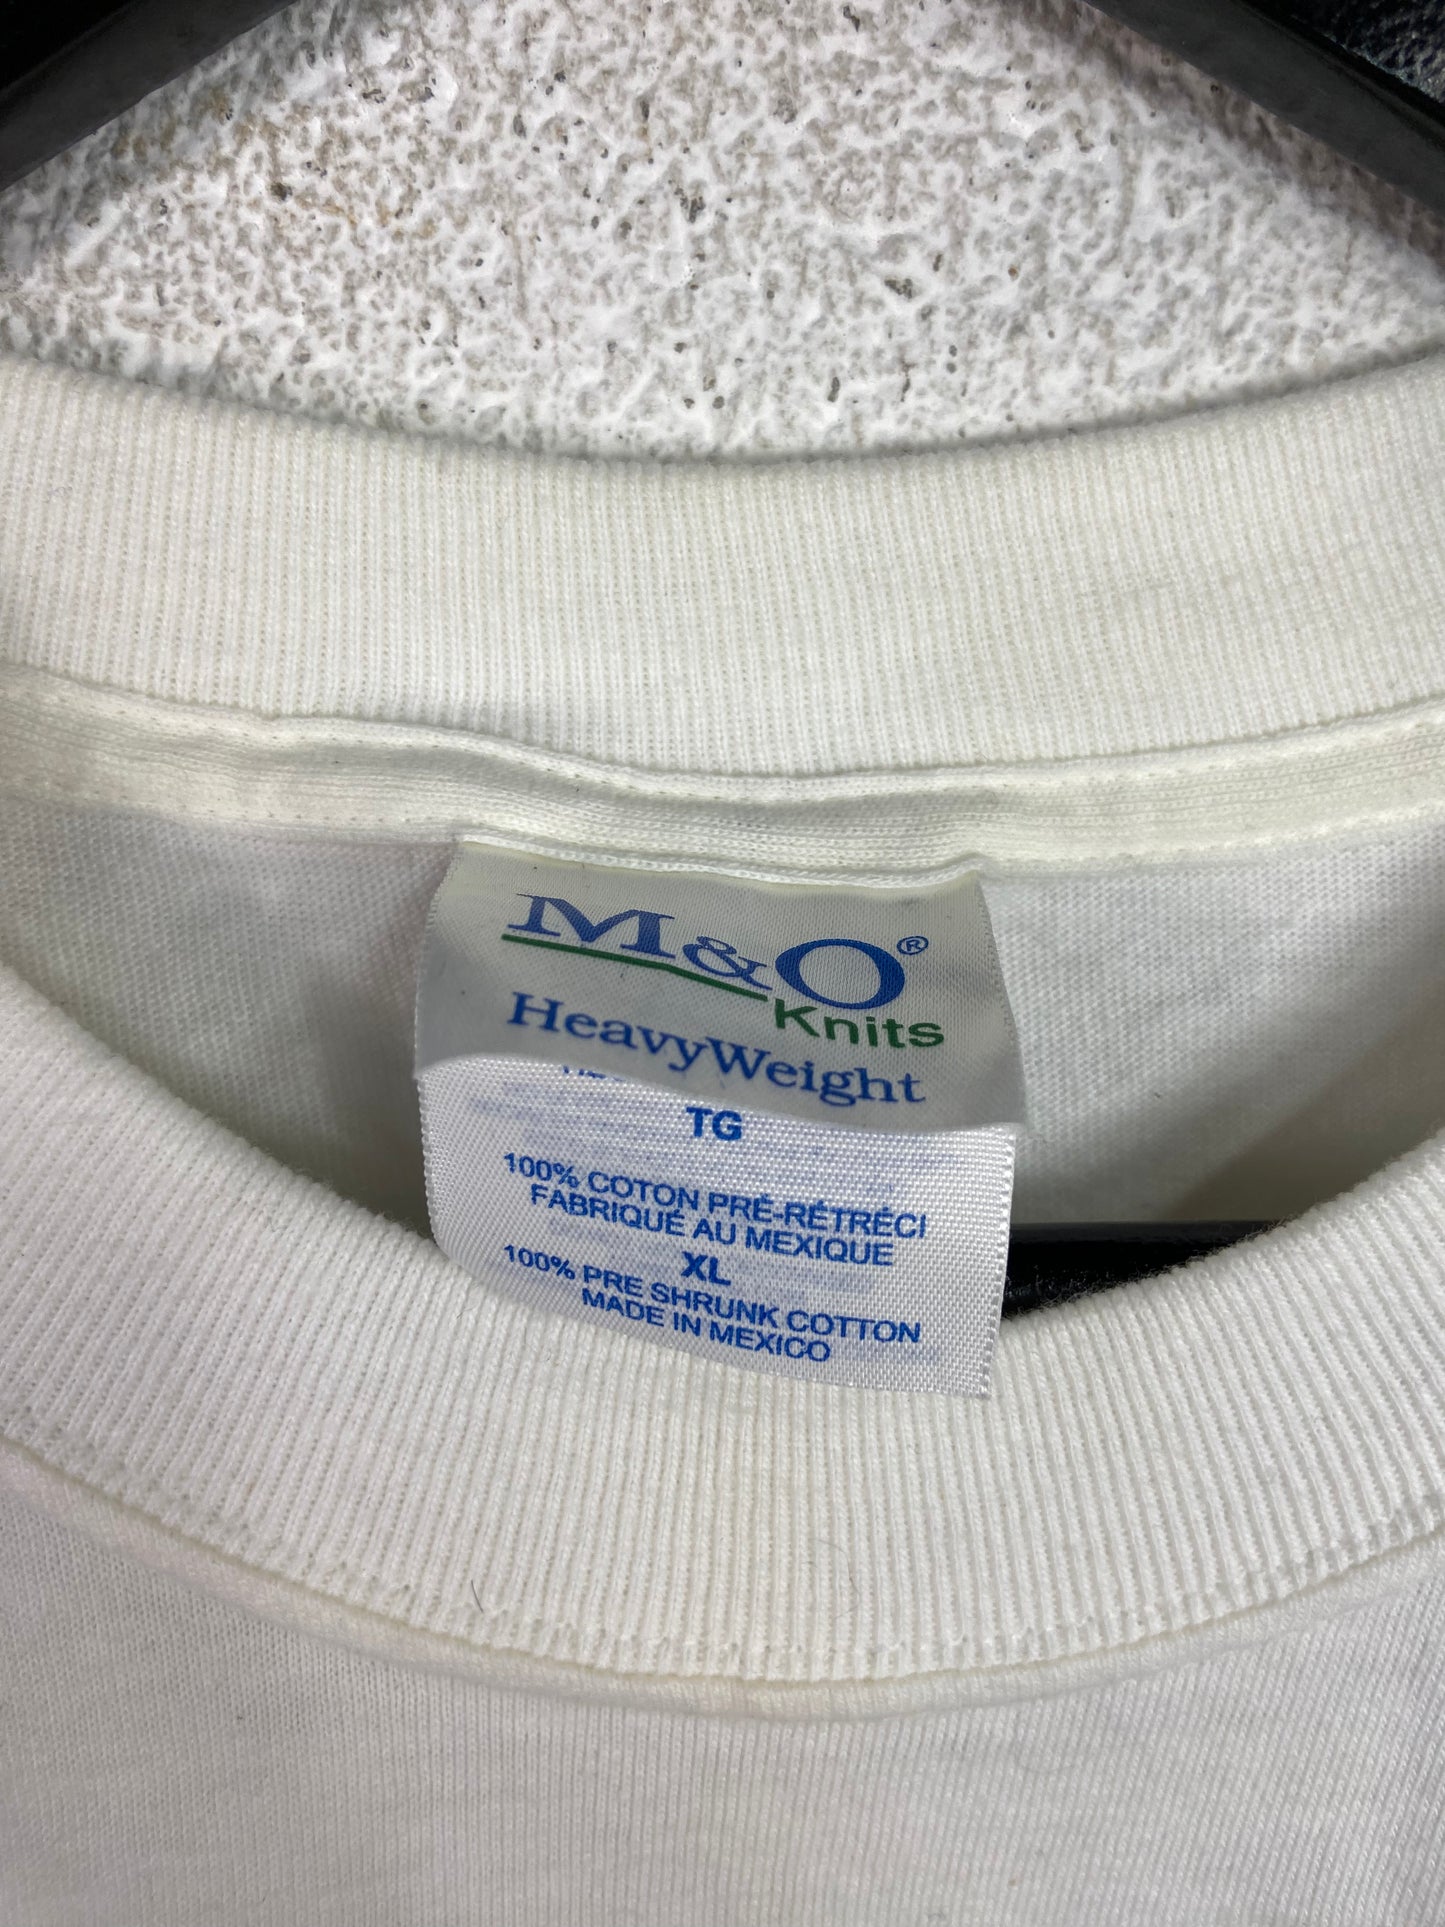 M&O®
Knits
HeavyWeight
TG
100% COTON PRÉ-RÉTRÉCI
FABRIQUÉ AU MEXIQUE
XL
100% PRE SHRUNK COTTON
MADE IN MEXICO